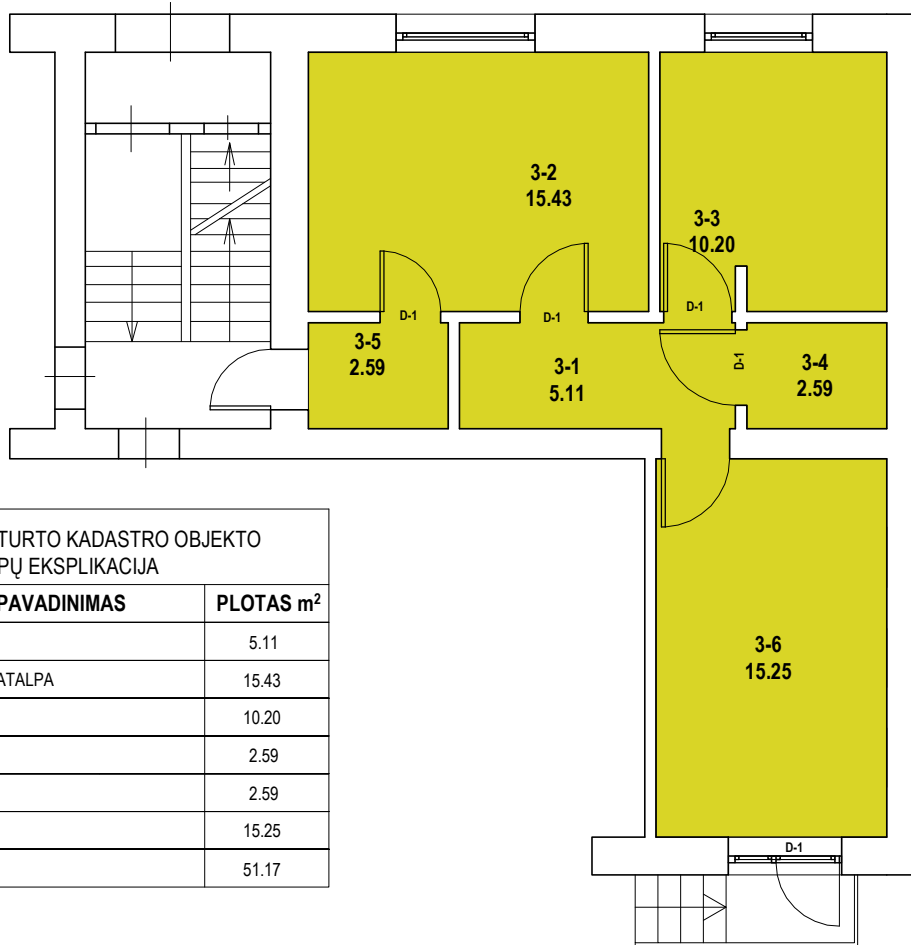 3-2
15.43
3-3
10.20
D-1
D-1
D-1
D-1
3-5
2.59
3-1
5.11
3-4
2.59
3-6
15.25
D-1
TURTO KADASTRO OBJEKTO
PŲ EKSPLIKACIJA
PAVADINIMAS PLOTAS m²
5.11
ATALPA 15.43
10.20
2.59
2.59
15.25
51.17